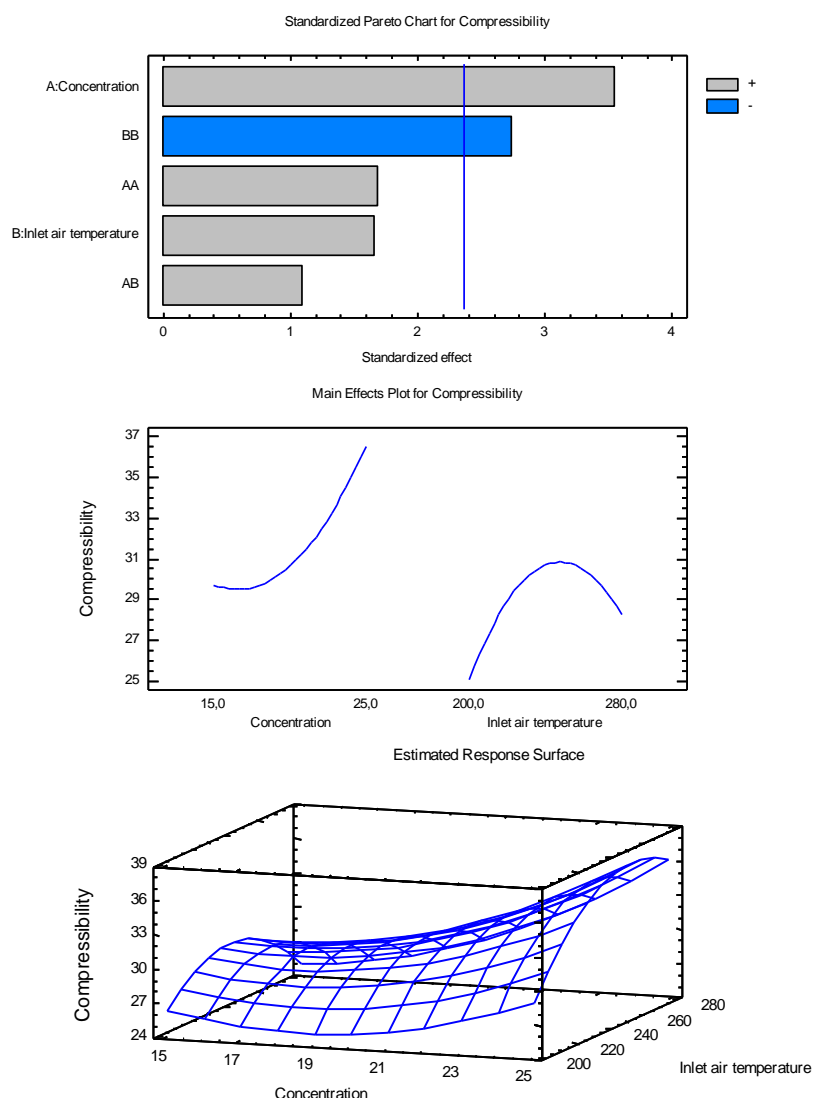 Standardized Pareto Chart for Compressibility
A:Concentration
BB
AA
B:Inlet air temperature
AB
+
-
0 1 2 3 4
Standardized effect
Main Effects Plot for Compressibility
37
35
33
31
29
27
25
Compressibility
15,0 25,0 200,0 280,0
Concentration Inlet air temperature
Estimated Response Surface
39
36
33
30
27
24
Compressibility
15 17 19 21 23 25
Concentration
200 220 240 260 280
Inlet air temperature